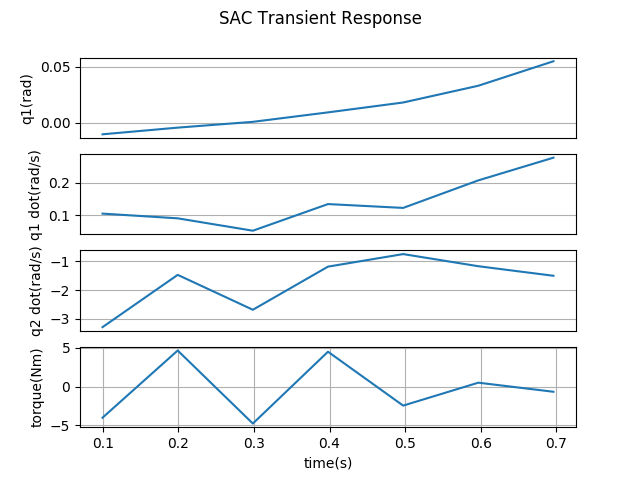 SAC Transient Response
q1(rad)
0.05
0.00
q1 dot(rad/s)
0.2
0.1
q2 dot(rad/s)
−1
−2
−3
torque(Nm)
5
0
−5
0.1 0.2 0.3 0.4 0.5 0.6 0.7
time(s)